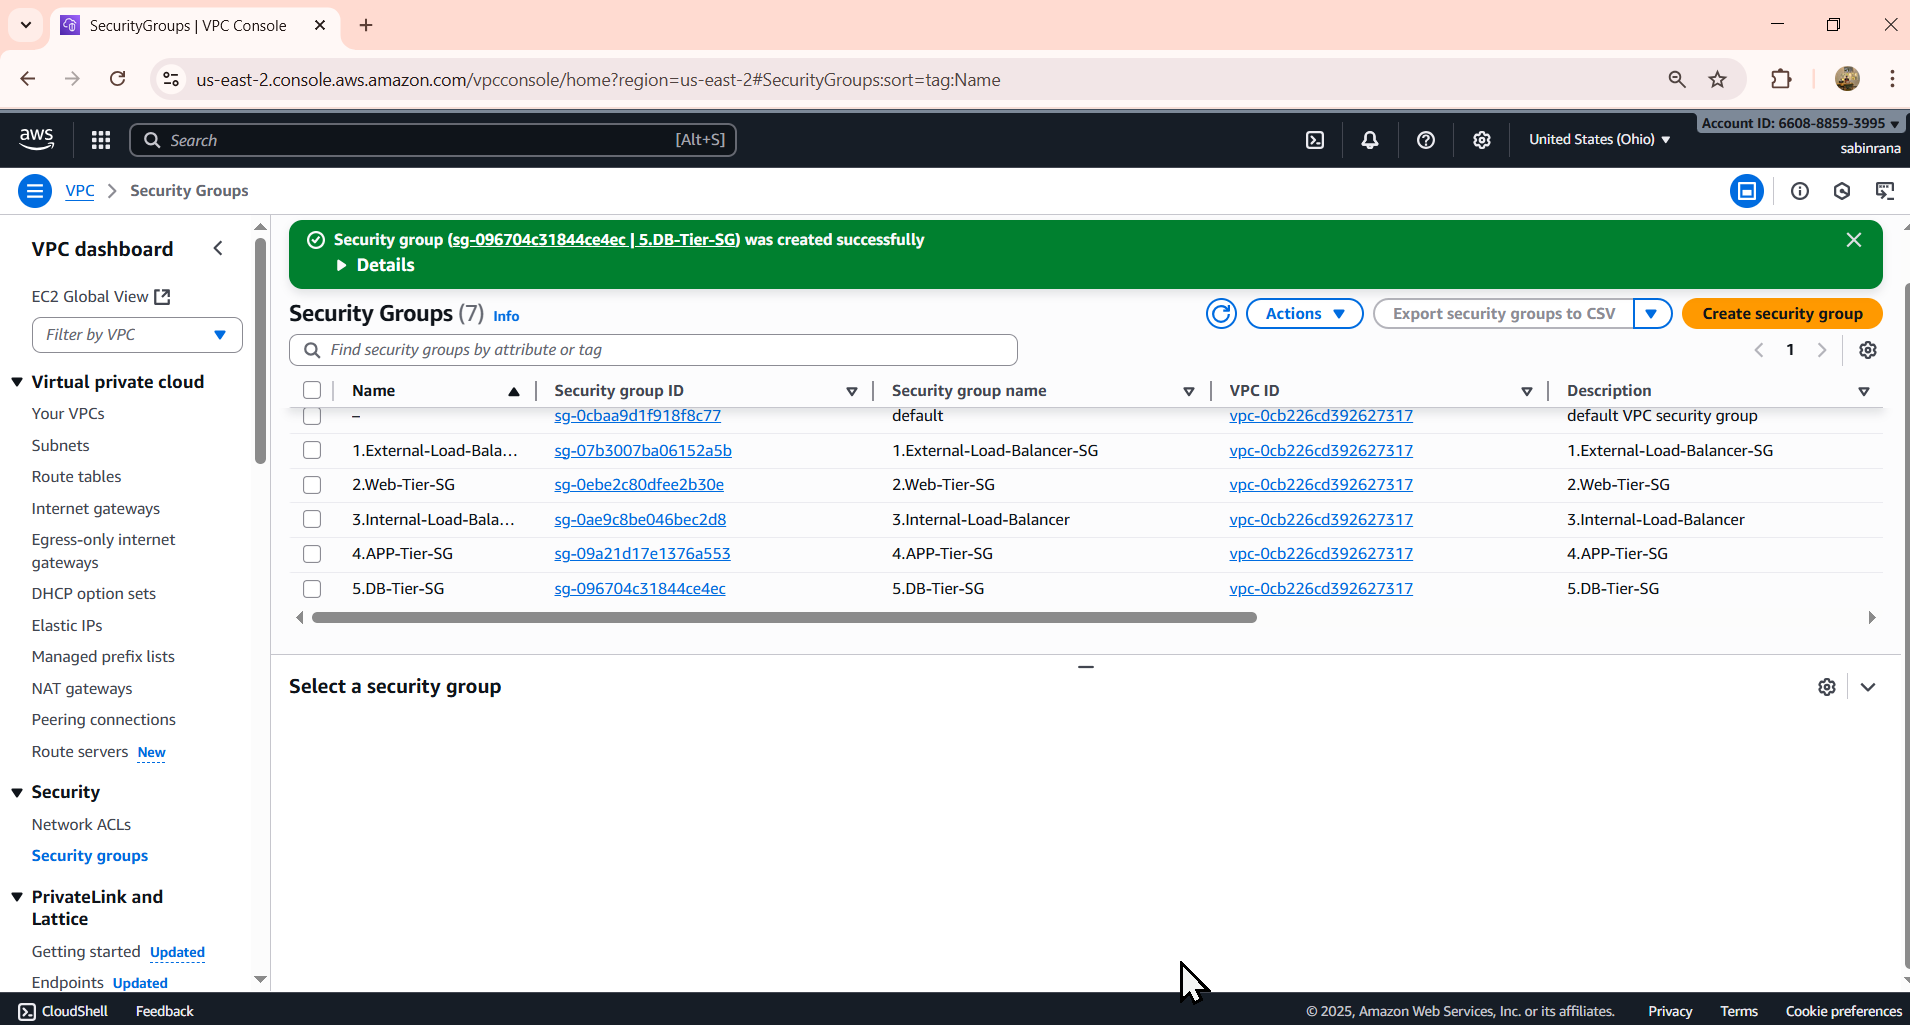 SecurityGroups | VPC Console
us-east-2.console.aws.amazon.com/vpcconsole/home?region=us-east-2#SecurityGroups:sort=tag:Name
aws
Search [Alt+S]
United States (Ohio)
Account ID: 6608-8859-3995
sabinrana
VPC > Security Groups
VPC dashboard
EC2 Global View
Filter by VPC
Virtual private cloud
Your VPCs
Subnets
Route tables
Internet gateways
Egress-only internet
gateways
DHCP option sets
Elastic IPs
Managed prefix lists
NAT gateways
Peering connections
Route servers New
Security
Network ACLs
Security groups
PrivateLink and
Lattice
Getting started Updated
Endpoints Updated
Security group (sg-096704c31844ce4ec | 5.DB-Tier-SG) was created successfully
Details
Security Groups (7) Info
Actions
Export security groups to CSV
Create security group
Find security groups by attribute or tag
1
Name Security group ID Security group name VPC ID Description
– sg-0cbaa9d1f918f8c77 default vpc-0cb226cd392627317 default VPC security group
1.External-Load-Bala... sg-07b3007ba06152a5b 1.External-Load-Balancer-SG vpc-0cb226cd392627317 1.External-Load-Balancer-SG
2.Web-Tier-SG sg-0ebe2c80dfee2b30e 2.Web-Tier-SG vpc-0cb226cd392627317 2.Web-Tier-SG
3.Internal-Load-Bala... sg-0ae9c8be046bec2d8 3.Internal-Load-Balancer vpc-0cb226cd392627317 3.Internal-Load-Balancer
4.APP-Tier-SG sg-09a21d17e1376a553 4.APP-Tier-SG vpc-0cb226cd392627317 4.APP-Tier-SG
5.DB-Tier-SG sg-096704c31844ce4ec 5.DB-Tier-SG vpc-0cb226cd392627317 5.DB-Tier-SG
Select a security group
CloudShell Feedback
© 2025, Amazon Web Services, Inc. or its affiliates. Privacy Terms Cookie preferences